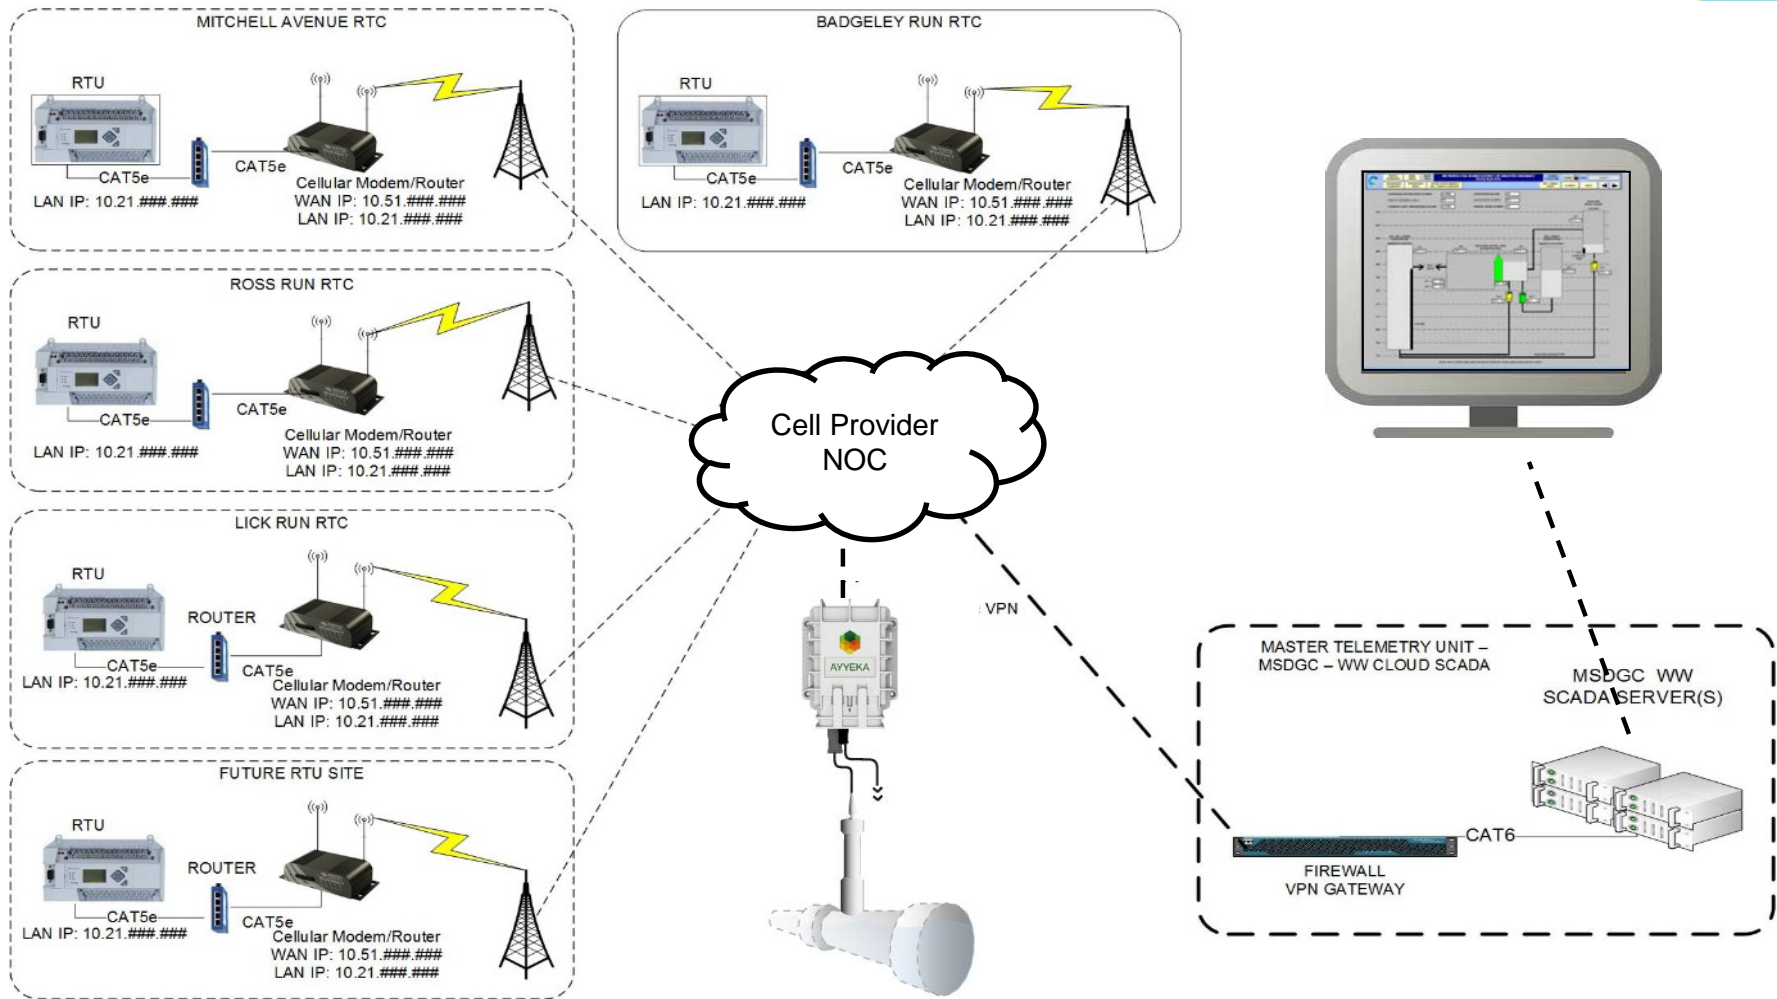 MITCHELL AVENUE RTC
RTU
CAT5e
CAT5e
LAN IP: 10.21.###.###
Cellular Modem/Router
WAN IP: 10.51.###.###
LAN IP: 10.21.###.###
BADGELEY RUN RTC
RTU
CAT5e
CAT5e
LAN IP: 10.21.###.###
Cellular Modem/Router
WAN IP: 10.51.###.###
LAN IP: 10.21.###.###
ROSS RUN RTC
RTU
CAT5e
CAT5e
LAN IP: 10.21.###.###
Cellular Modem/Router
WAN IP: 10.51.###.###
LAN IP: 10.21.###.###
Cell Provider
NOC
LICK RUN RTC
RTU
ROUTER
CAT5e
CAT5e
LAN IP: 10.21.###.###
Cellular Modem/Router
WAN IP: 10.51.###.###
LAN IP: 10.21.###.###
FUTURE RTU SITE
RTU
ROUTER
CAT5e
CAT5e
LAN IP: 10.21.###.###
Cellular Modem/Router
WAN IP: 10.51.###.###
LAN IP: 10.21.###.###
AYYEKA
: VPN
MASTER TELEMETRY UNIT –
MSDGC – WW CLOUD SCADA
MSDGC WW
SCADA SERVER(S)
CAT6
FIREWALL
VPN GATEWAY